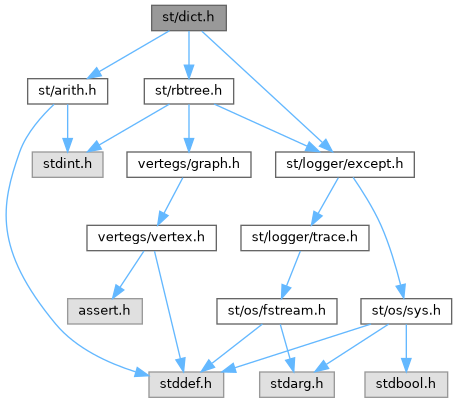 st/dict.h
st/arith.h
st/rbtree.h
stdint.h
vertegs/graph.h
st/logger/except.h
vertegs/vertex.h
st/logger/trace.h
assert.h
st/os/fstream.h
st/os/sys.h
stddef.h
stdarg.h
stdbool.h